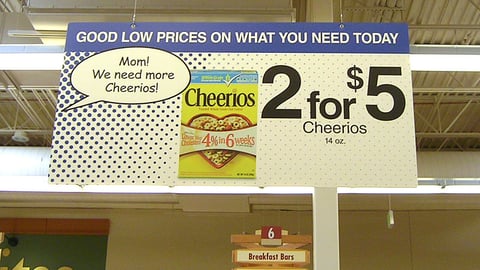 GOOD LOW PRICES ON WHAT YOU NEED TODAY
Mom!
We need more
Cheerios!
Cheerios
4% in 6 weeks
2 for $5
Cheerios
14 oz.
6
Breakfast Bars